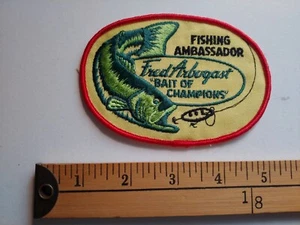 FISHING
AMBASSADOR
Fred Arbogast
"BAIT OF
CHAMPIONS"
1 2 3 4 5
1 8